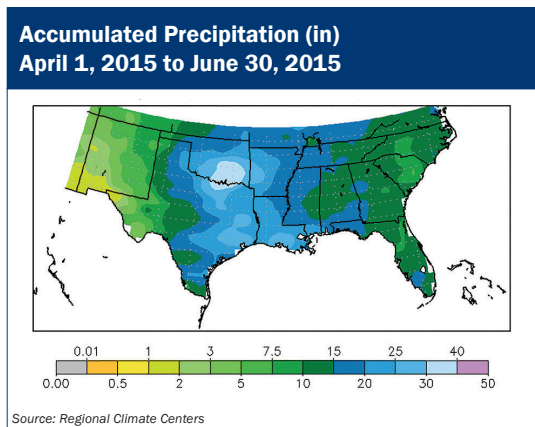 Accumulated Precipitation (in)
April 1, 2015 to June 30, 2015
0.01 1 3 7.5 15 25 40
0.00 0.5 2 5 10 20 30 50
Source: Regional Climate Centers